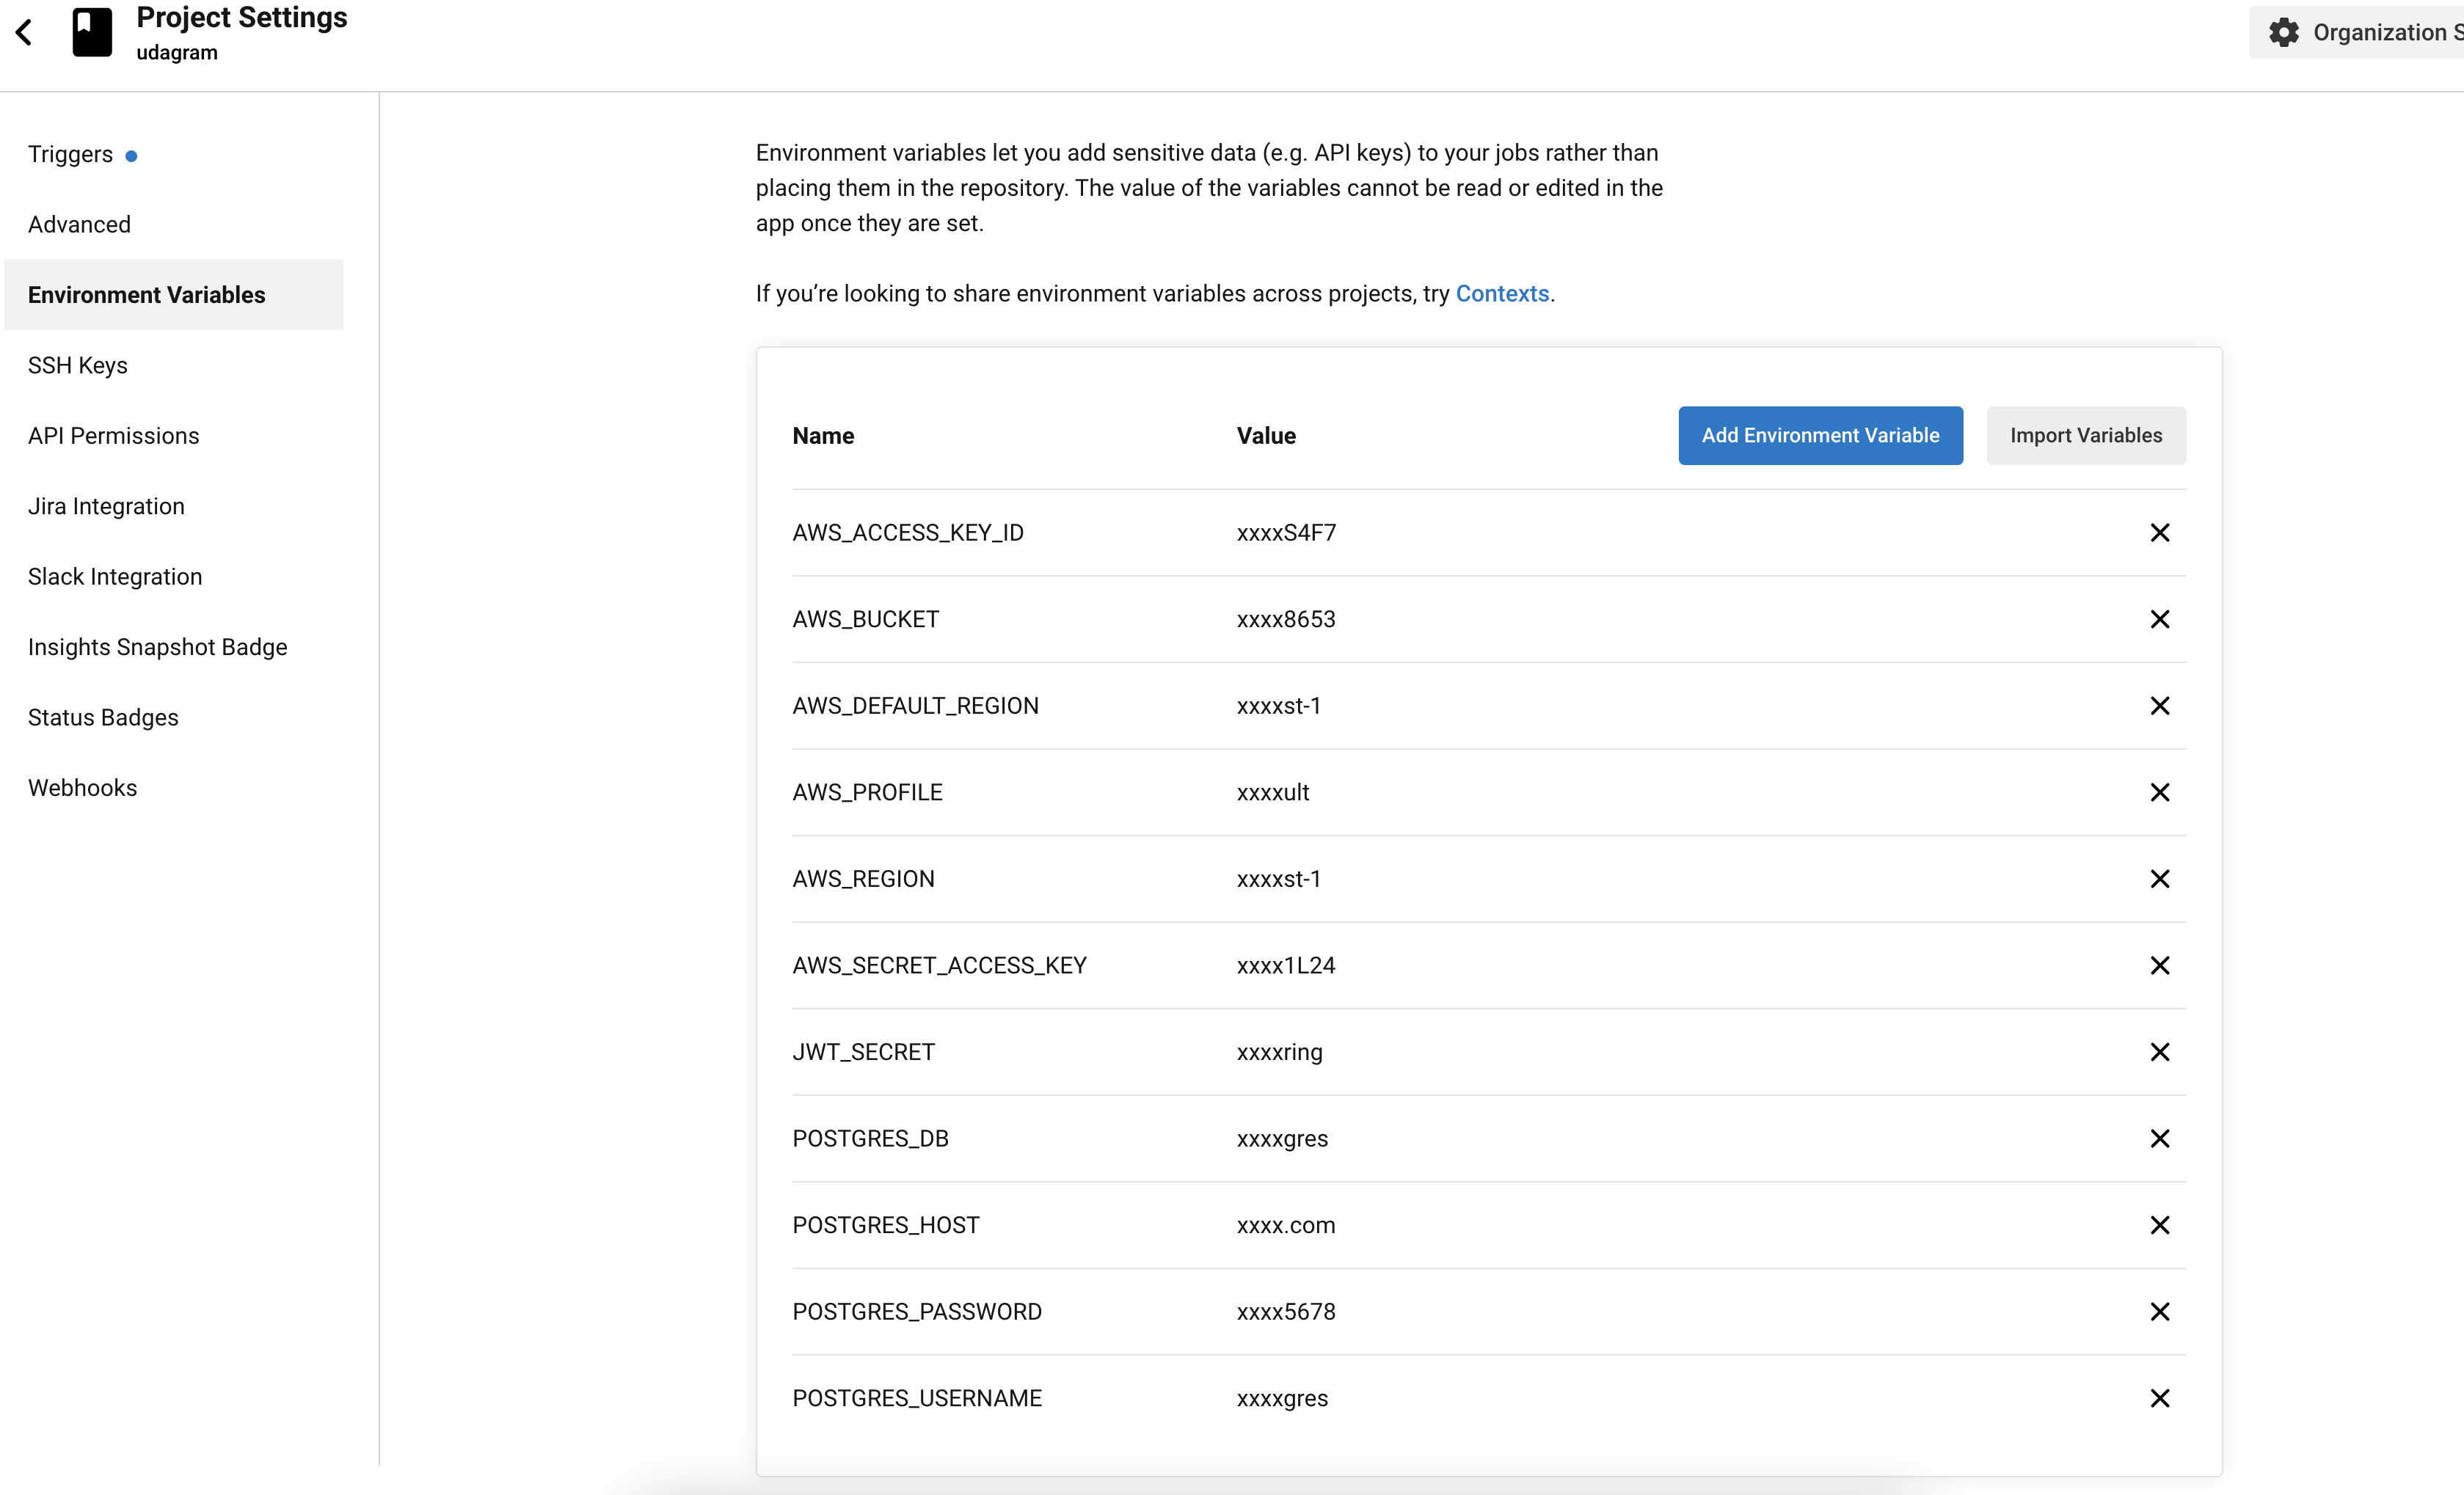 Project Settings
udagram
Organization S
Triggers
Advanced
Environment Variables
SSH Keys
API Permissions
Jira Integration
Slack Integration
Insights Snapshot Badge
Status Badges
Webhooks
Environment variables let you add sensitive data (e.g. API keys) to your jobs rather than
placing them in the repository. The value of the variables cannot be read or edited in the
app once they are set.
If you’re looking to share environment variables across projects, try Contexts.
Name Value Add Environment Variable Import Variables
AWS_ACCESS_KEY_ID xxxxS4F7
AWS_BUCKET xxxx8653
AWS_DEFAULT_REGION xxxxst-1
AWS_PROFILE xxxxult
AWS_REGION xxxxst-1
AWS_SECRET_ACCESS_KEY xxxx1L24
JWT_SECRET xxxxring
POSTGRES_DB xxxxgres
POSTGRES_HOST xxxx.com
POSTGRES_PASSWORD xxxx5678
POSTGRES_USERNAME xxxxgres